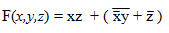 F(x,y,z) = xz + ( x̅y̅ + z̅ )